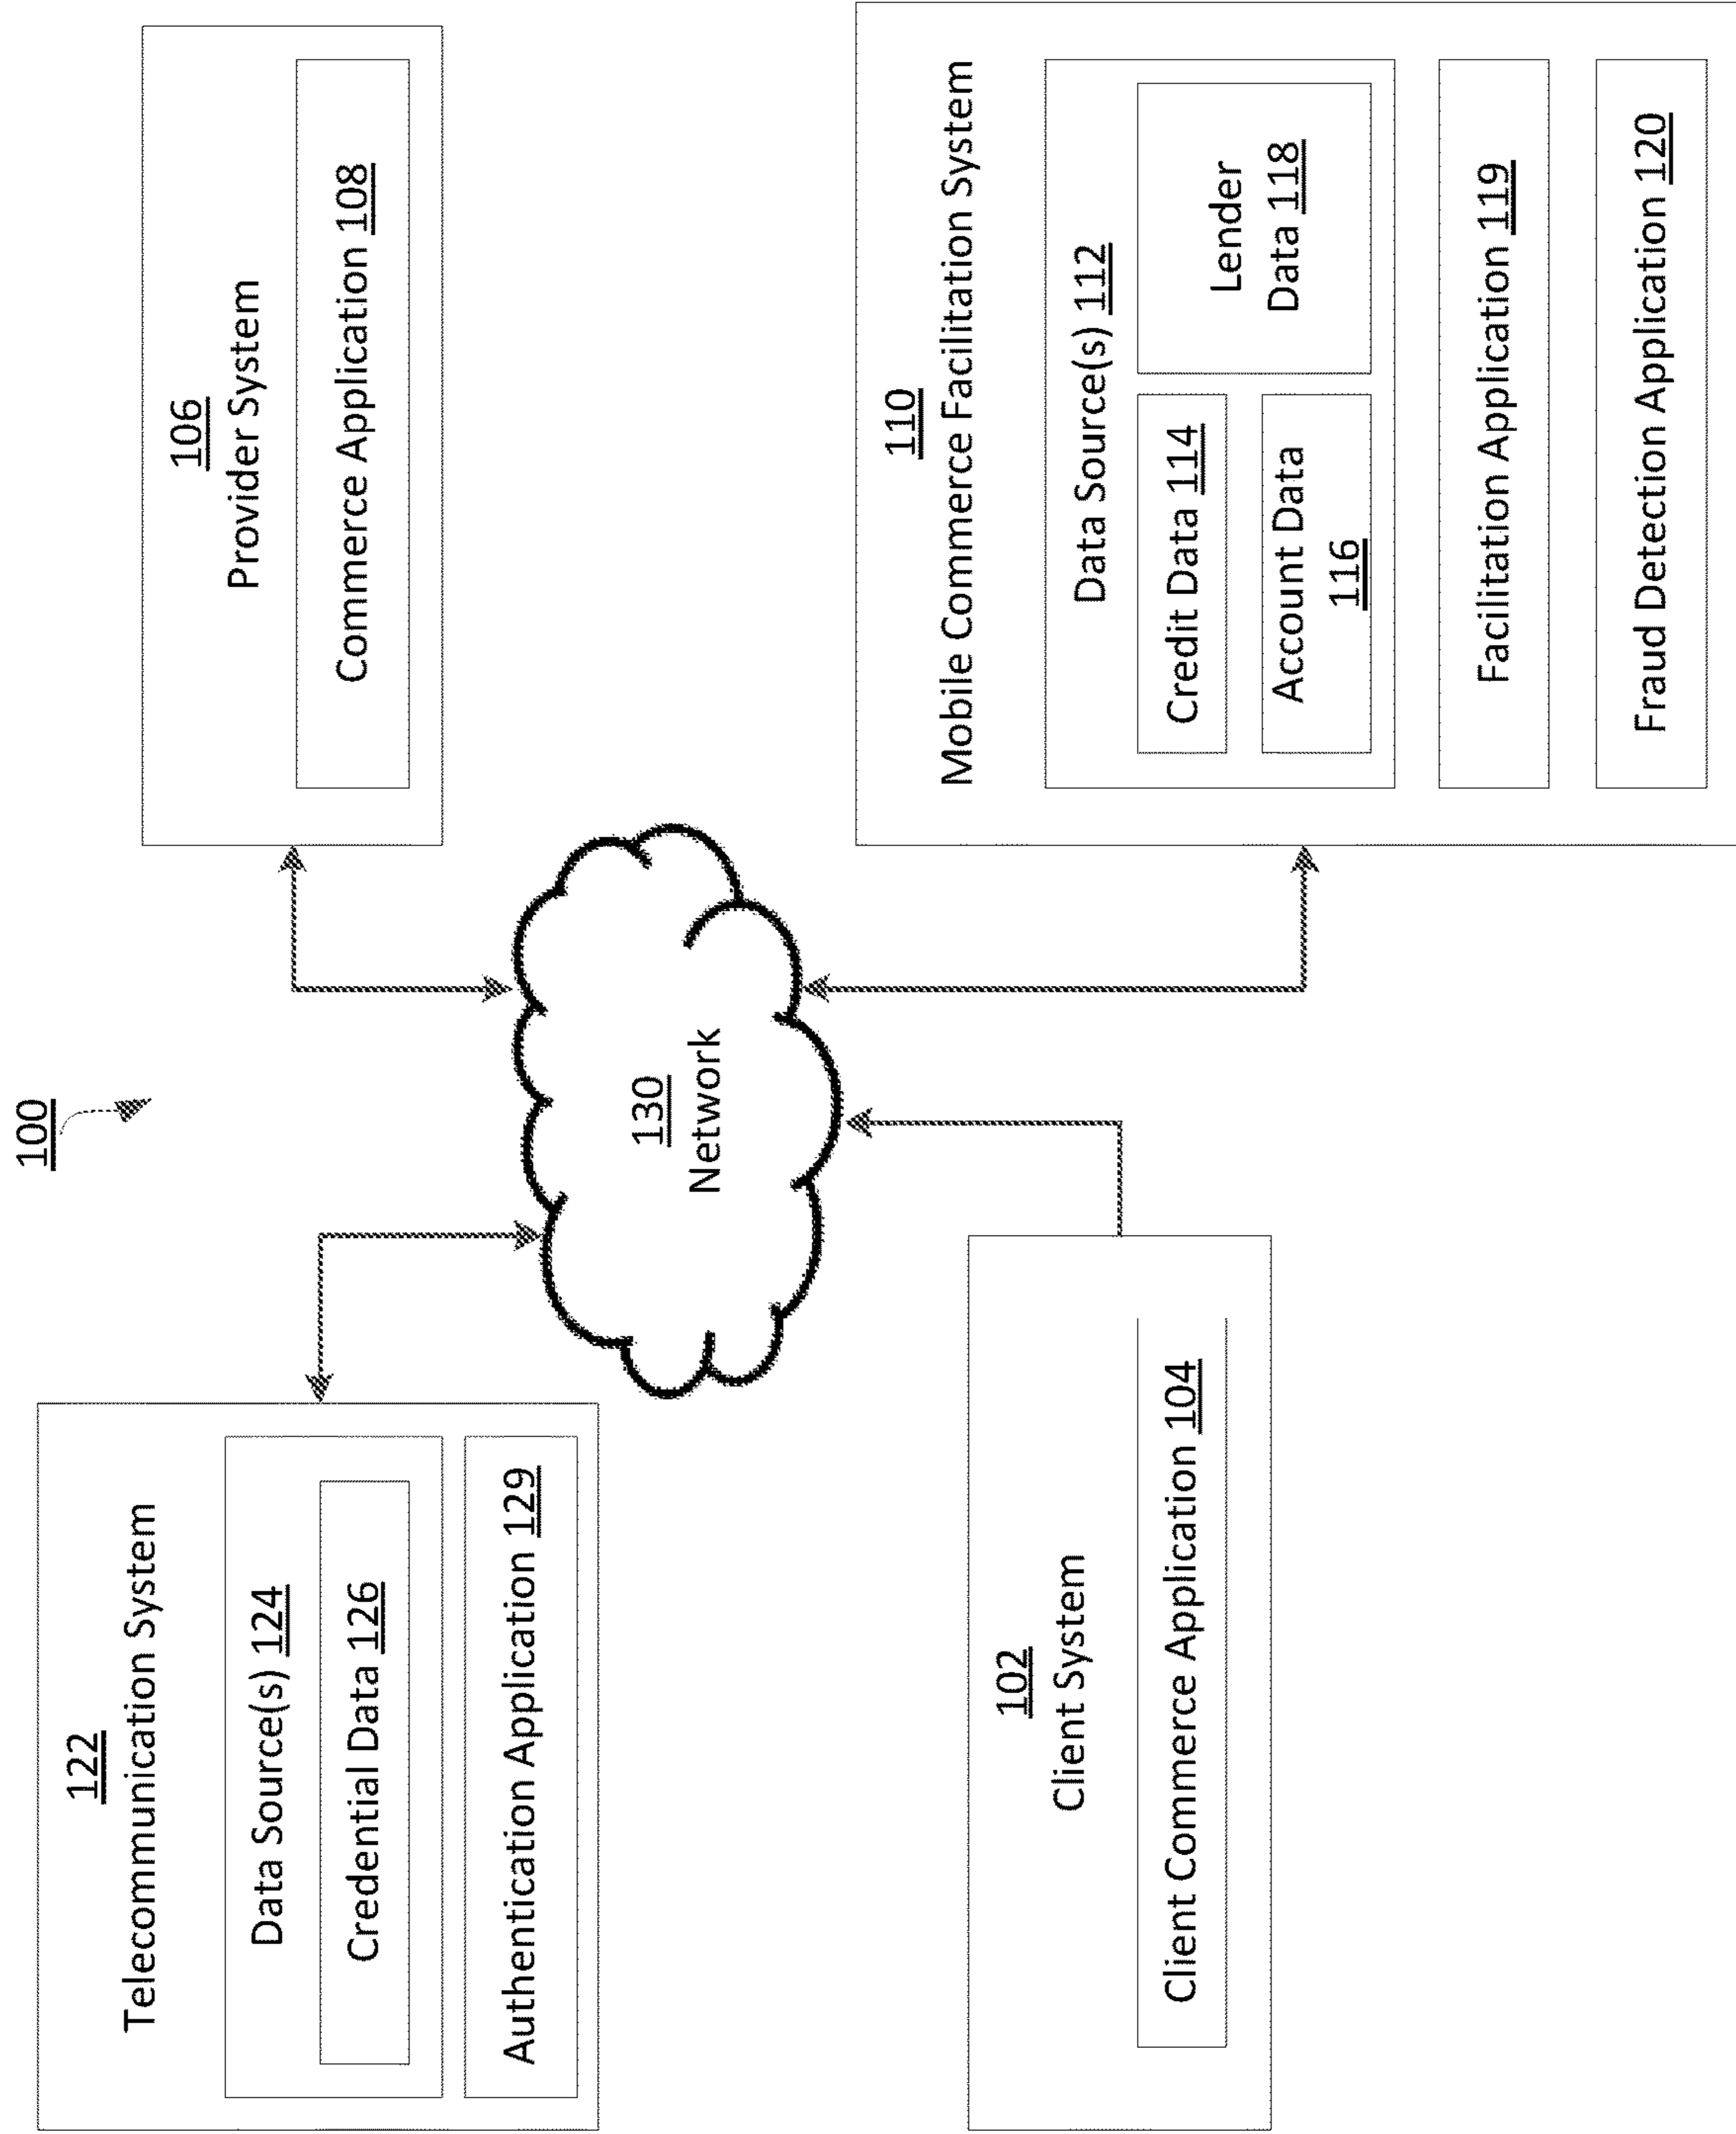 100
122
Telecommunication System
Data Source(s) 124
Credential Data 126
Authentication Application 129
106
Provider System
Commerce Application 108
130
Network
102
Client System
Client Commerce Application 104
110
Mobile Commerce Facilitation System
Data Source(s) 112
Credit Data 114
Account Data
116
Lender
Data 118
Facilitation Application 119
Fraud Detection Application 120